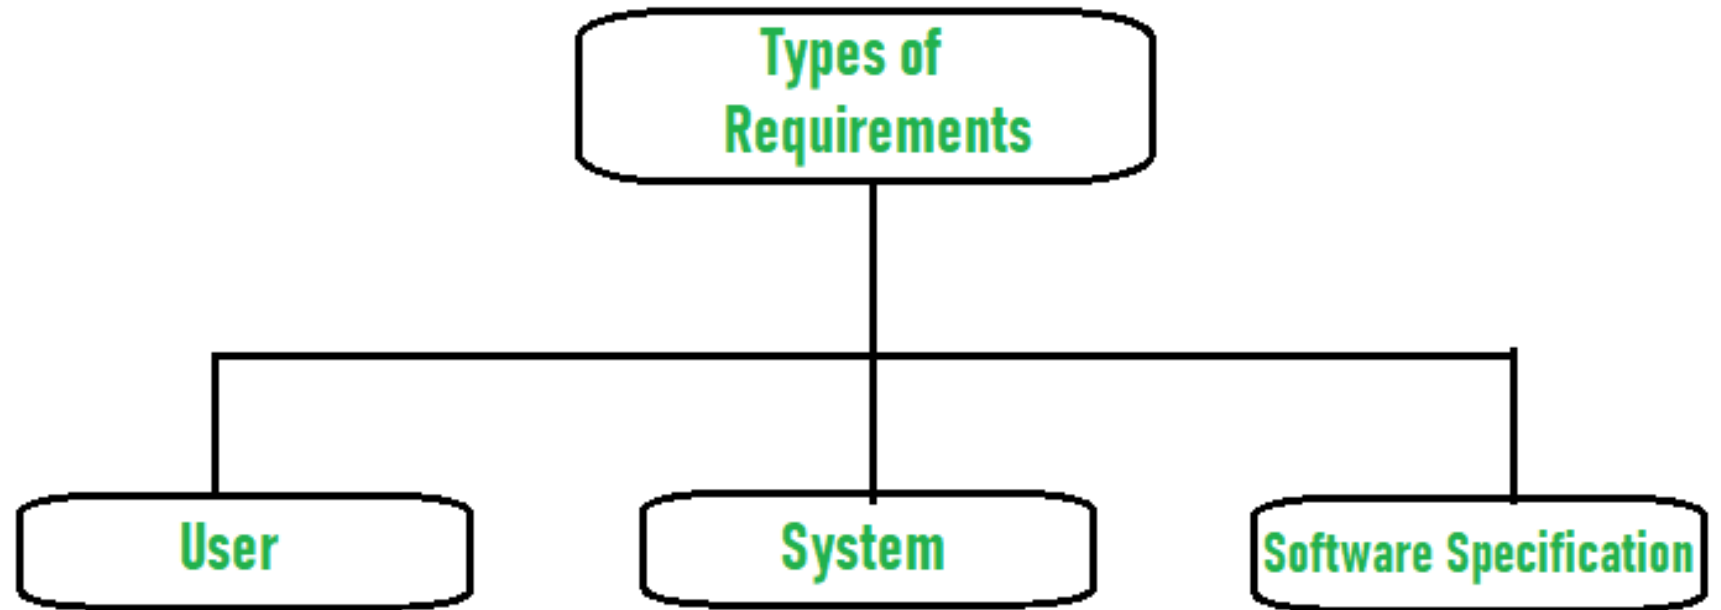 Types of
Requirements
User
System
Software Specification